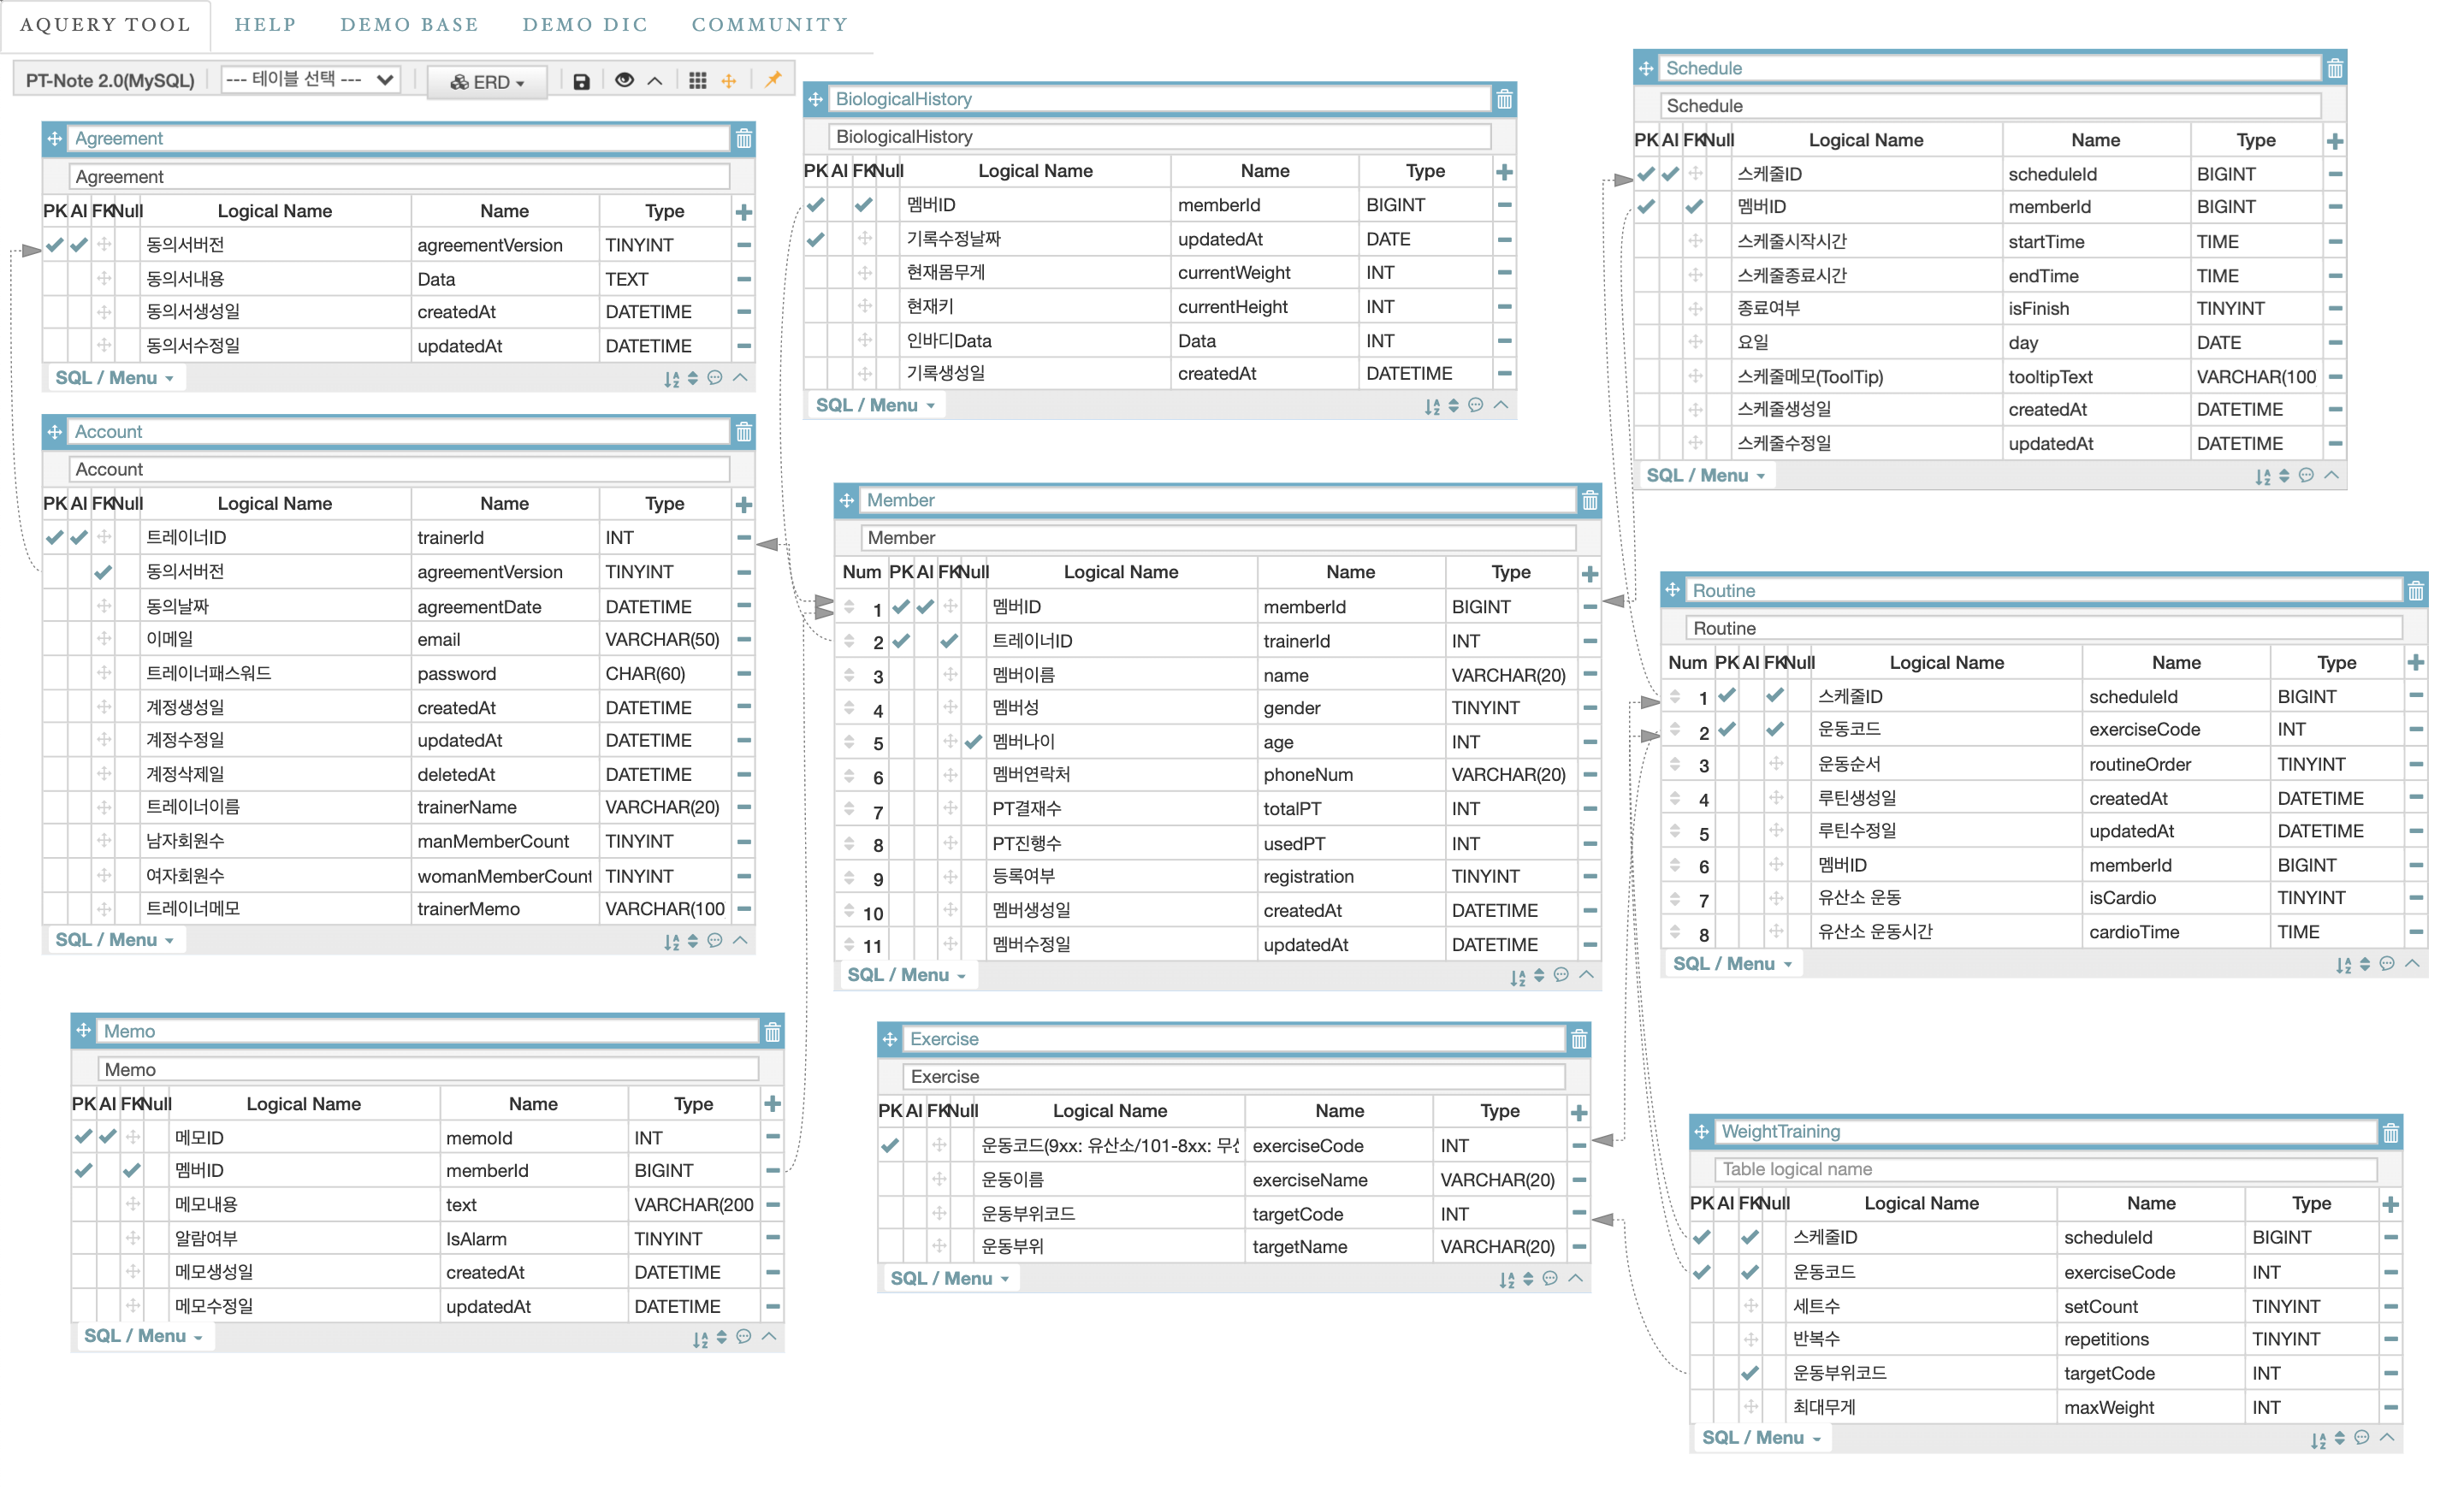 AQUERY TOOL HELP DEMO BASE DEMO DIC COMMUNITY
PT-Note 2.0(MySQL) --- 테이블 선택 --- ERD
Agreement
Agreement
PK AI FK Null Logical Name Name Type
동의서버전 agreementVersion TINYINT
동의서내용 Data TEXT
동의서생성일 createdAt DATETIME
동의서수정일 updatedAt DATETIME
SQL / Menu
Account
Account
PK AI FK Null Logical Name Name Type
트레이너ID trainerId INT
동의서버전 agreementVersion TINYINT
동의날짜 agreementDate DATETIME
이메일 email VARCHAR(50)
트레이너패스워드 password CHAR(60)
계정생성일 createdAt DATETIME
계정수정일 updatedAt DATETIME
계정삭제일 deletedAt DATETIME
트레이너이름 trainerName VARCHAR(20)
남자회원수 manMemberCount TINYINT
여자회원수 womanMemberCount TINYINT
트레이너메모 trainerMemo VARCHAR(100
SQL / Menu
Memo
Memo
PK AI FK Null Logical Name Name Type
메모ID memoId INT
멤버ID memberId BIGINT
메모내용 text VARCHAR(200
알람여부 IsAlarm TINYINT
메모생성일 createdAt DATETIME
메모수정일 updatedAt DATETIME
SQL / Menu
BiologicalHistory
BiologicalHistory
PK AI FK Null Logical Name Name Type
멤버ID memberId BIGINT
기록수정날짜 updatedAt DATE
현재몸무게 currentWeight INT
현재키 currentHeight INT
인바디Data Data INT
기록생성일 createdAt DATETIME
SQL / Menu
Member
Member
Num PK AI FK Null Logical Name Name Type
1 멤버ID memberId BIGINT
2 트레이너ID trainerId INT
3 멤버이름 name VARCHAR(20)
4 멤버성 gender TINYINT
5 멤버나이 age INT
6 멤버연락처 phoneNum VARCHAR(20)
7 PT결재수 totalPT INT
8 PT진행수 usedPT INT
9 등록여부 registration TINYINT
10 멤버생성일 createdAt DATETIME
11 멤버수정일 updatedAt DATETIME
SQL / Menu
Exercise
Exercise
PK AI FK Null Logical Name Name Type
운동코드(9xx: 유산소/101-8xx: 무 exerciseCode INT
운동이름 exerciseName VARCHAR(20)
운동부위코드 targetCode INT
운동부위 targetName VARCHAR(20)
SQL / Menu
Schedule
Schedule
PK AI FK Null Logical Name Name Type
스케줄ID scheduleId BIGINT
멤버ID memberId BIGINT
스케줄시작시간 startTime TIME
스케줄종료시간 endTime TIME
종료여부 isFinish TINYINT
요일 day DATE
스케줄메모(ToolTip) tooltipText VARCHAR(100
스케줄생성일 createdAt DATETIME
스케줄수정일 updatedAt DATETIME
SQL / Menu
Routine
Routine
Num PK AI FK Null Logical Name Name Type
1 스케줄ID scheduleId BIGINT
2 운동코드 exerciseCode INT
3 운동순서 routineOrder TINYINT
4 루틴생성일 createdAt DATETIME
5 루틴수정일 updatedAt DATETIME
6 멤버ID memberId BIGINT
7 유산소 운동 isCardio TINYINT
8 유산소 운동시간 cardioTime TIME
SQL / Menu
WeightTraining
Table logical name
PK AI FK Null Logical Name Name Type
스케줄ID scheduleId BIGINT
운동코드 exerciseCode INT
세트수 setCount TINYINT
반복수 repetitions TINYINT
운동부위코드 targetCode INT
최대무게 maxWeight INT
SQL / Menu